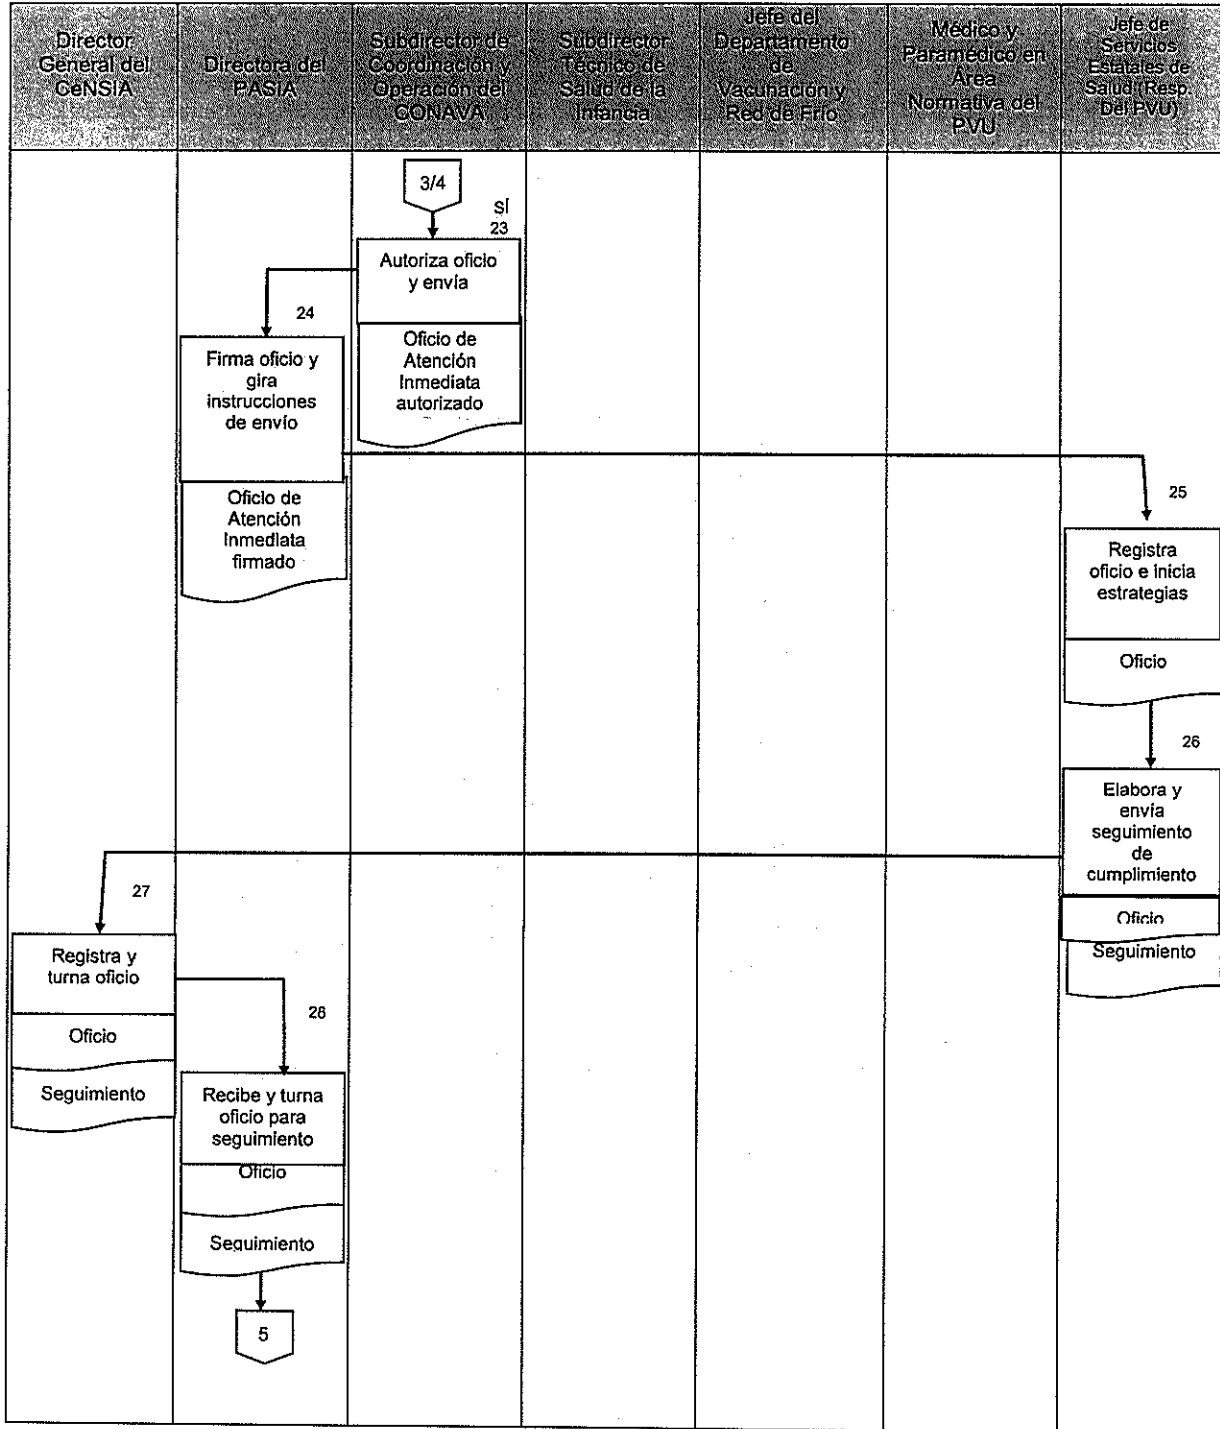 Director
General del
CeNSIA
Directora del
PASIA
Subdirector de
Coordinación y
Operación del
CONAVA
Subdirector
Técnico de
Salud de la
Infancia
Jefe del
Departamento
de
Vacunación y
Red de Frío
Médico y
Paramédico en
Área
Normativa del
PVU
Jefe de
Servicios
Estatales de
Salud (Resp.
Del PVU)
3/4
SÍ
23
Autoriza oficio
y envía
Oficio de
Atención
Inmediata
autorizado
24
Firma oficio y
gira
instrucciones
de envío
Oficio de
Atención
Inmediata
firmado
25
Registra
oficio e inicia
estrategias
Oficio
26
Elabora y
envía
seguimiento
de
cumplimiento
Oficio
Seguimiento
27
Registra y
turna oficio
Oficio
Seguimiento
28
Recibe y turna
oficio para
seguimiento
Oficio
Seguimiento
5